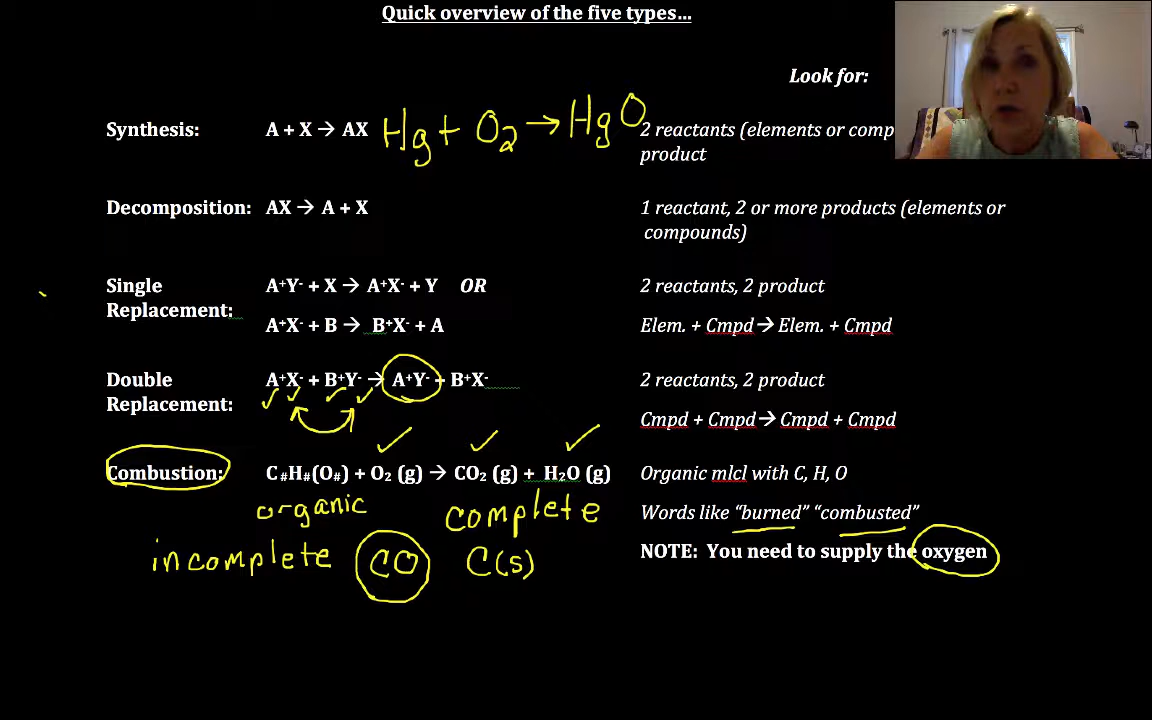 Quick overview of the five types...
Look for:
Synthesis: A + X → AX Hg + O₂ → HgO 2 reactants (elements or comp
product
Decomposition: AX → A + X 1 reactant, 2 or more products (elements or
compounds)
Single A⁺Y⁻ + X → A⁺X⁻ + Y OR 2 reactants, 2 product
Replacement:
A⁺X⁻ + B → B⁺X⁻ + A Elem. + Cmpd → Elem. + Cmpd
Double A⁺X⁻ + B⁺Y⁻ → A⁺Y⁻ + B⁺X⁻ 2 reactants, 2 product
Replacement:
Cmpd + Cmpd → Cmpd + Cmpd
Combustion: C#H#(O#) + O₂ (g) → CO₂ (g) + H₂O (g) Organic mlcl with C, H, O
organic complete Words like "burned" "combusted"
incomplete CO C(s) NOTE: You need to supply the oxygen